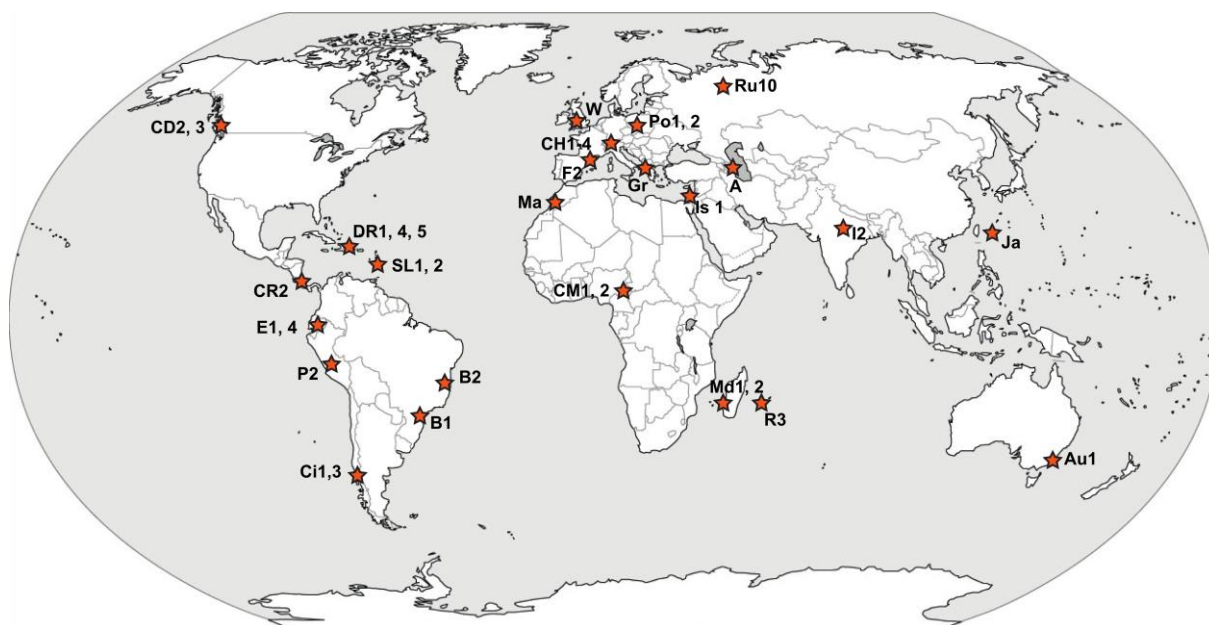 Ru10
W
CD2, 3
Po1, 2
CH1-4
F2
Gr
A
Ma
Is 1
DR1, 4, 5
I2
Ja
SL1, 2
CR2
CM1, 2
E1, 4
P2
B2
Md1, 2
B1
R3
Au1
Ci1,3